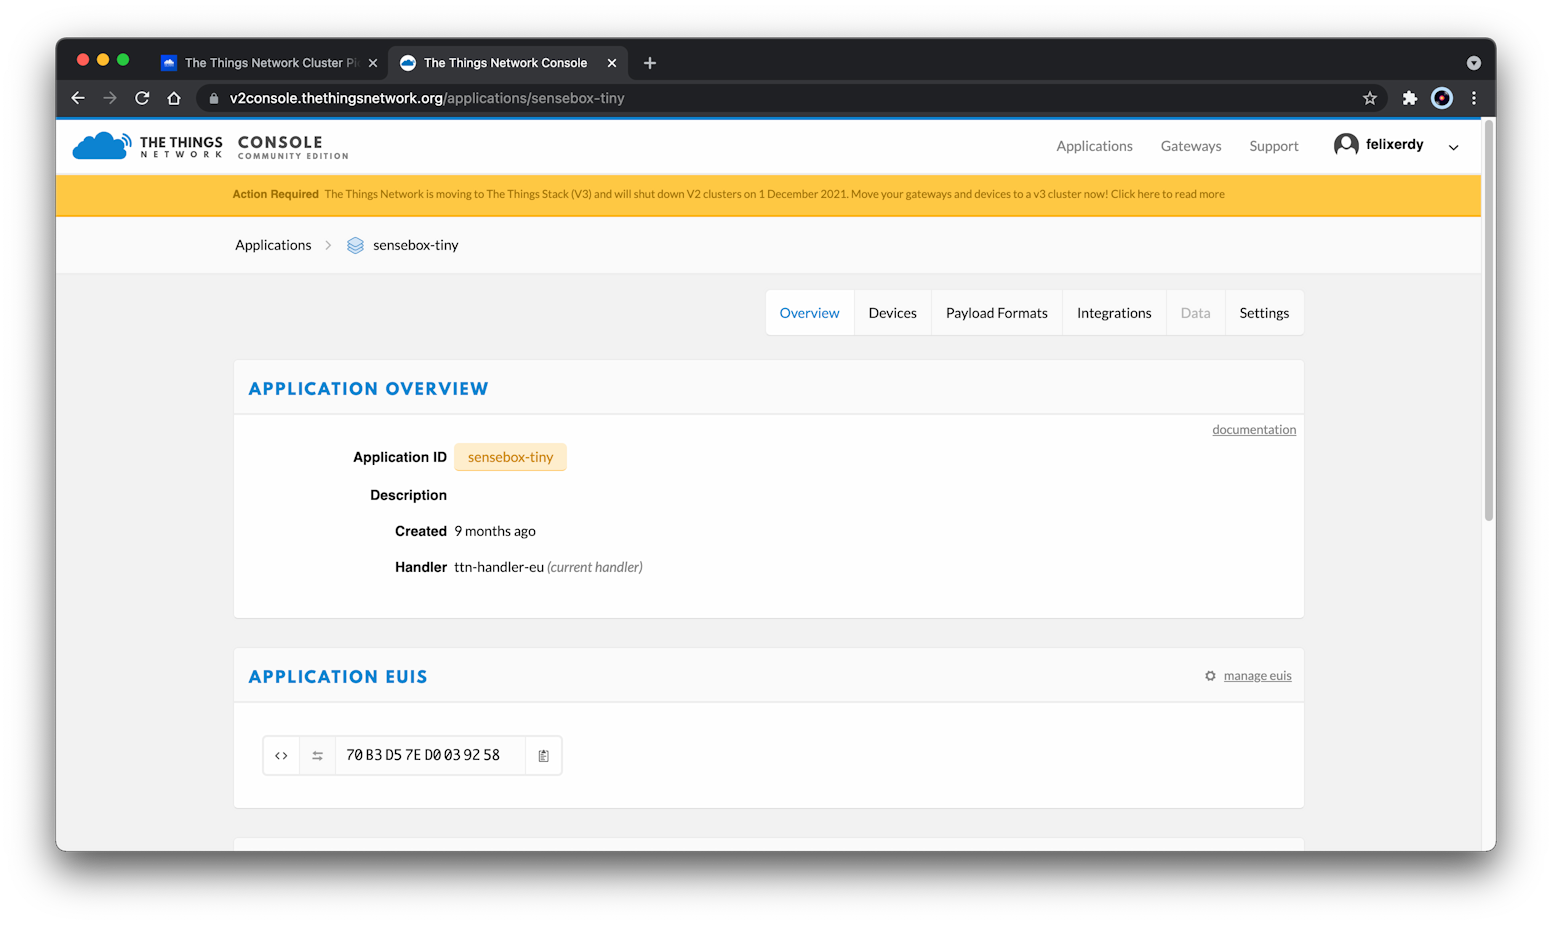 The Things Network Cluster Pi
The Things Network Console
v2console.thethingsnetwork.org/applications/sensebox-tiny
THE THINGS NETWORK CONSOLE COMMUNITY EDITION
Applications Gateways Support felixerdy
Action Required The Things Network is moving to The Things Stack (V3) and will shut down V2 clusters on 1 December 2021. Move your gateways and devices to a v3 cluster now! Click here to read more
Applications > sensebox-tiny
Overview Devices Payload Formats Integrations Data Settings
APPLICATION OVERVIEW
documentation
Application ID sensebox-tiny
Description
Created 9 months ago
Handler ttn-handler-eu (current handler)
APPLICATION EUIS
manage euis
<> 70 B3 D5 7E D0 03 92 58